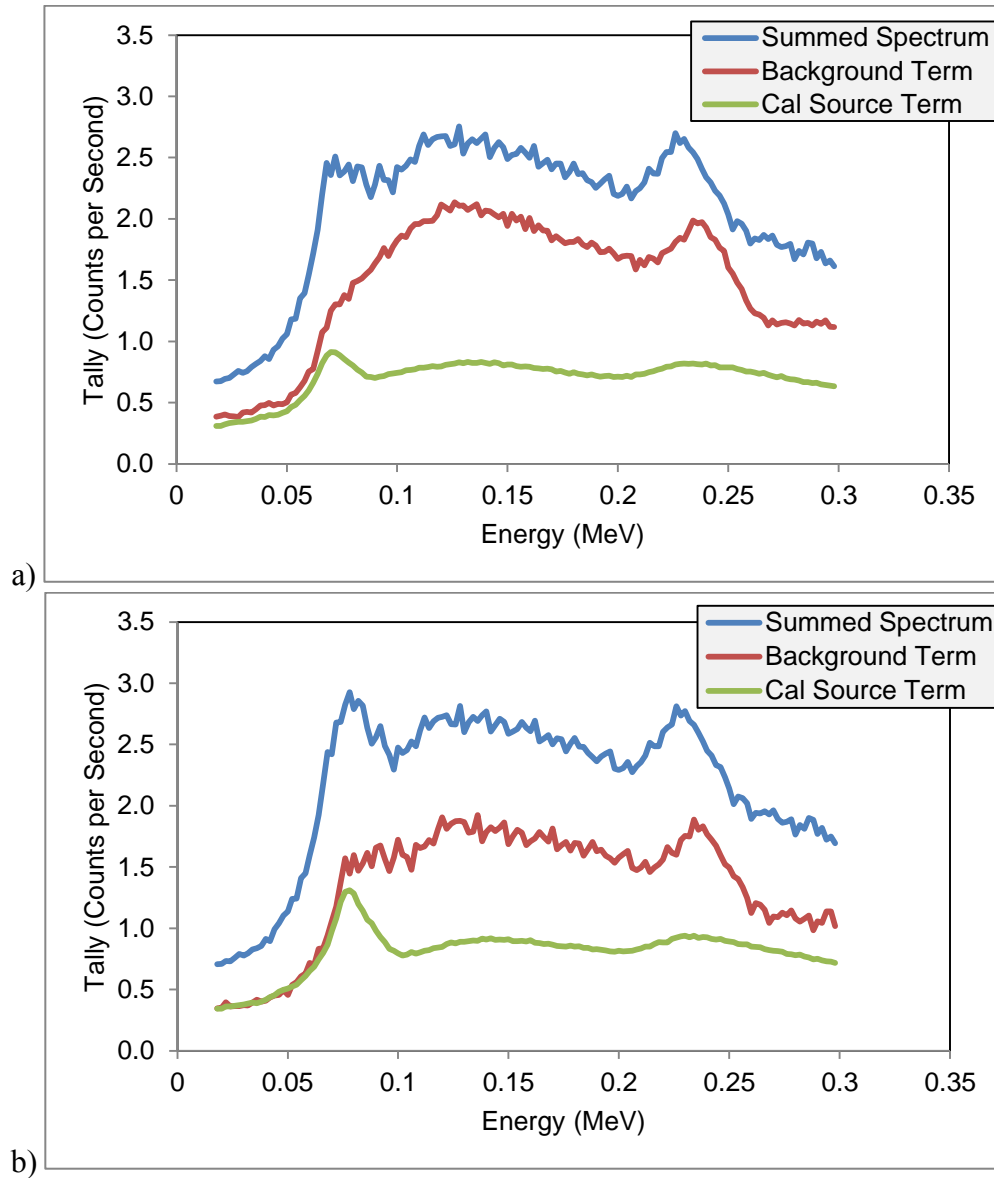 3.5
3.0
2.5
2.0
1.5
1.0
0.5
0.0
Tally (Counts per Second)
Summed Spectrum
Background Term
Cal Source Term
0 0.05 0.1 0.15 0.2 0.25 0.3 0.35
Energy (MeV)
a)
3.5
3.0
2.5
2.0
1.5
1.0
0.5
0.0
Tally (Counts per Second)
Summed Spectrum
Background Term
Cal Source Term
0 0.05 0.1 0.15 0.2 0.25 0.3 0.35
Energy (MeV)
b)